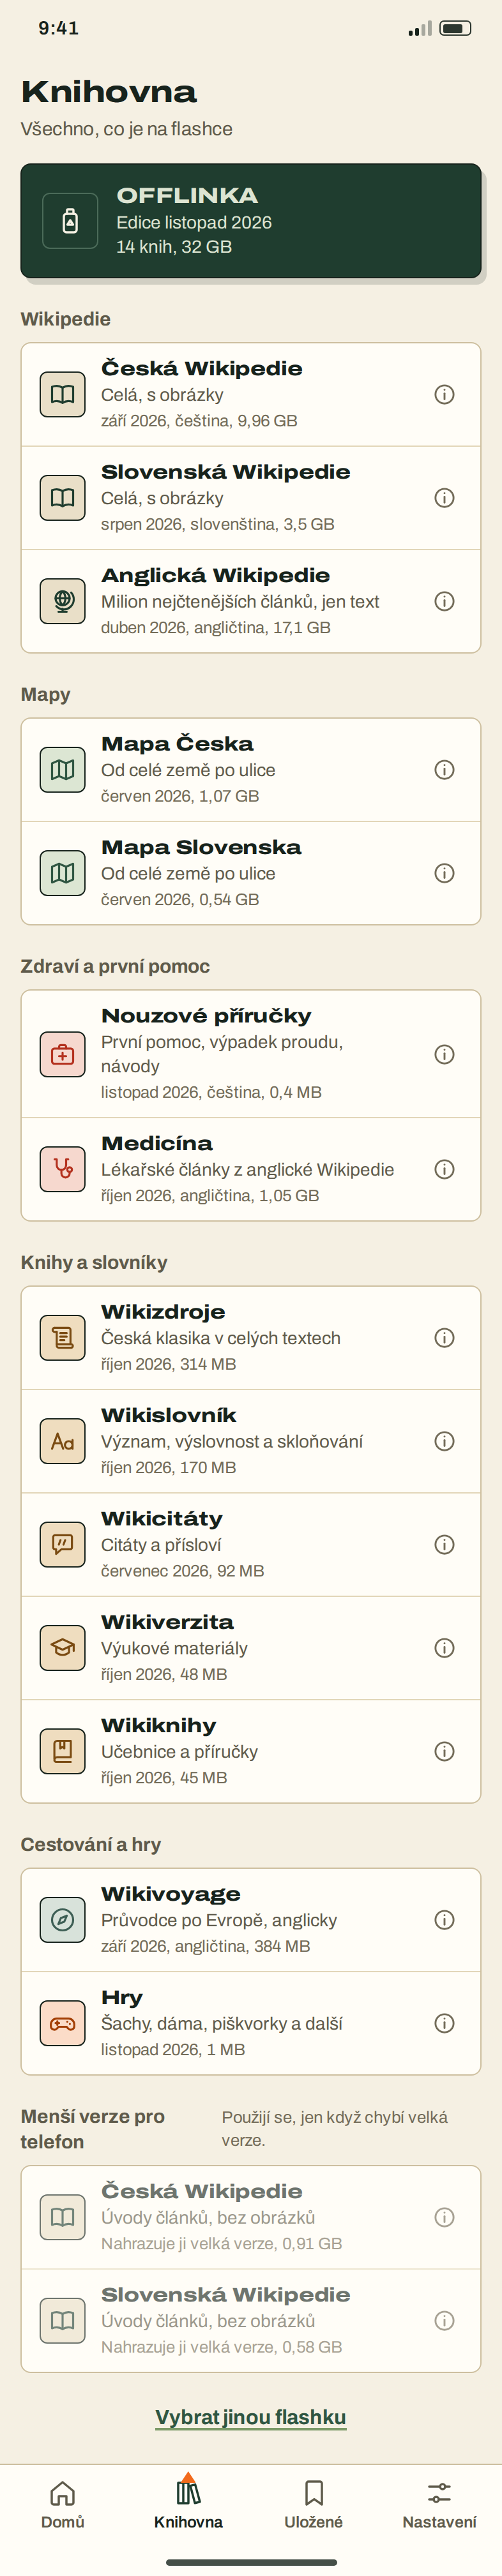 9:41
Knihovna
Všechno, co je na flashce
OFFLINKA
Edice listopad 2026
14 knih, 32 GB
Wikipedie
Česká Wikipedie
Celá, s obrázky
září 2026, čeština, 9,96 GB
Slovenská Wikipedie
Celá, s obrázky
srpen 2026, slovenština, 3,5 GB
Anglická Wikipedie
Milion nejčtenějších článků, jen text
duben 2026, angličtina, 17,1 GB
Mapy
Mapa Česka
Od celé země po ulice
červen 2026, 1,07 GB
Mapa Slovenska
Od celé země po ulice
červen 2026, 0,54 GB
Zdraví a první pomoc
Nouzové příručky
První pomoc, výpadek proudu,
návody
listopad 2026, čeština, 0,4 MB
Medicína
Lékařské články z anglické Wikipedie
říjen 2026, angličtina, 1,05 GB
Knihy a slovníky
Wikizdroje
Česká klasika v celých textech
říjen 2026, 314 MB
Wikislovník
Význam, výslovnost a skloňování
říjen 2026, 170 MB
Wikicitáty
Citáty a přísloví
červenec 2026, 92 MB
Wikiverzita
Výukové materiály
říjen 2026, 48 MB
Wikiknihy
Učebnice a příručky
říjen 2026, 45 MB
Cestování a hry
Wikivoyage
Průvodce po Evropě, anglicky
září 2026, angličtina, 384 MB
Hry
Šachy, dáma, piškvorky a další
listopad 2026, 1 MB
Menší verze pro
telefon
Použijí se, jen když chybí velká
verze.
Česká Wikipedie
Úvody článků, bez obrázků
Nahrazuje ji velká verze, 0,91 GB
Slovenská Wikipedie
Úvody článků, bez obrázků
Nahrazuje ji velká verze, 0,58 GB
Vybrat jinou flashku
Domů
Knihovna
Uložené
Nastavení